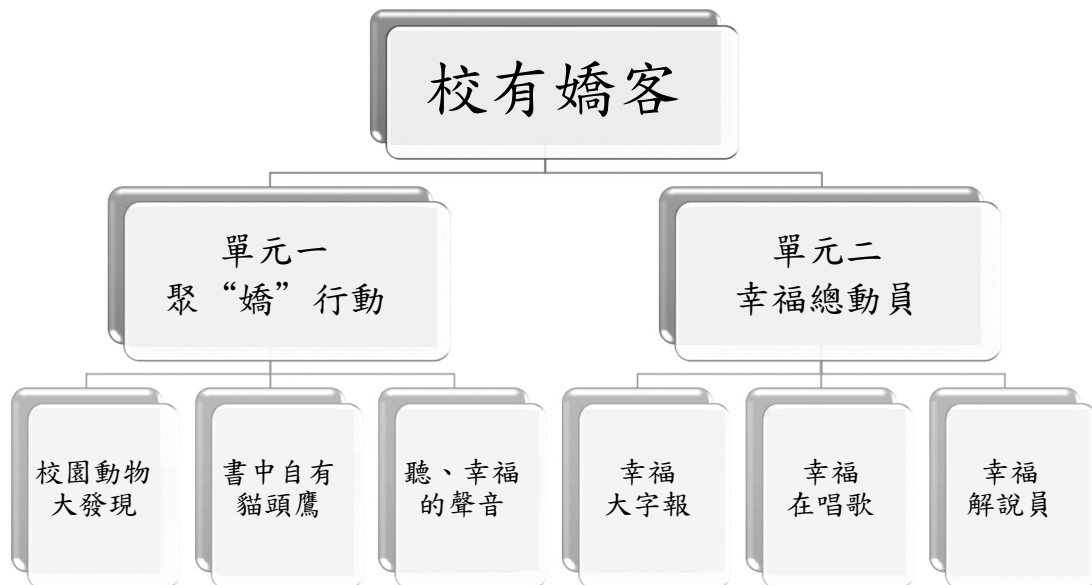 校有嬌客
單元一
聚“嬌”行動
單元二
幸福總動員
校園動物
大發現
書中自有
貓頭鷹
聽、幸福
的聲音
幸福
大字報
幸福
在唱歌
幸福
解說員